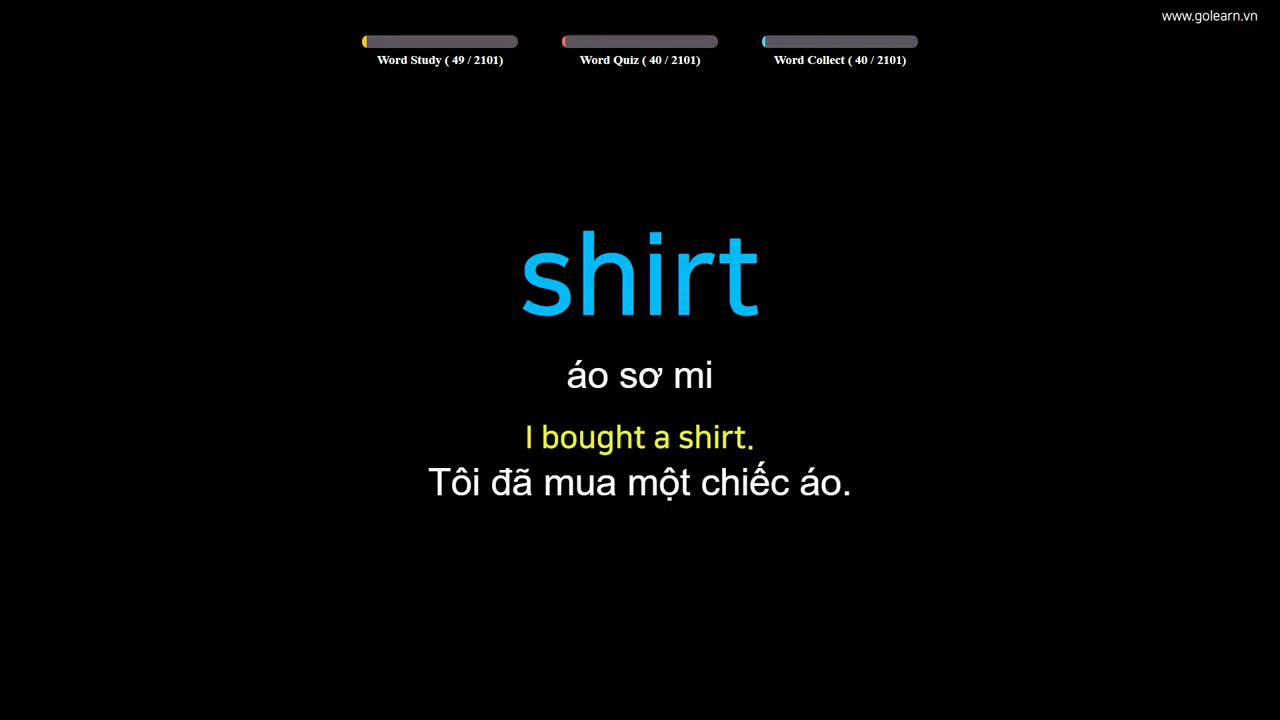 www.golearn.vn
Word Study ( 49 / 2101) Word Quiz ( 40 / 2101) Word Collect ( 40 / 2101)
shirt
áo sơ mi
I bought a shirt.
Tôi đã mua một chiếc áo.